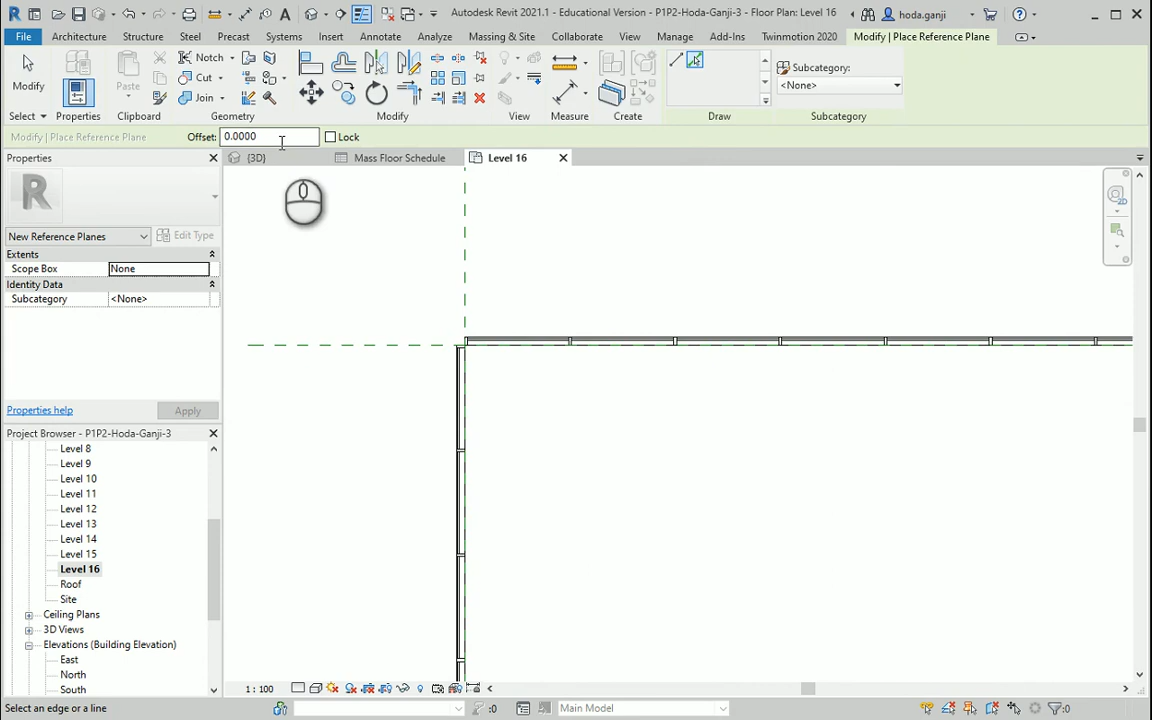 Autodesk Revit 2021.1 - Educational Version - P1P2-Hoda-Ganji-3 - Floor Plan: Level 16
hoda.ganji
File Architecture Structure Steel Precast Systems Insert Annotate Analyze Massing & Site Collaborate View Manage Add-Ins Twinmotion 2020 Modify | Place Reference Plane
Modify
Paste
Notch
Cut
Join
Subcategory:
<None>
Select Properties Clipboard Geometry Modify View Measure Create Draw Subcategory
Modify | Place Reference Plane Offset: 0.0000 Lock
Properties
{3D} Mass Floor Schedule Level 16
R
New Reference Planes Edit Type
Extents
Scope Box None
Identity Data
Subcategory <None>
2D
Properties help Apply
Project Browser - P1P2-Hoda-Ganji-3
Level 8
Level 9
Level 10
Level 11
Level 12
Level 13
Level 14
Level 15
Level 16
Roof
Site
Ceiling Plans
3D Views
Elevations (Building Elevation)
East
North
South
1 : 100
Select an edge or a line :0 Main Model :0